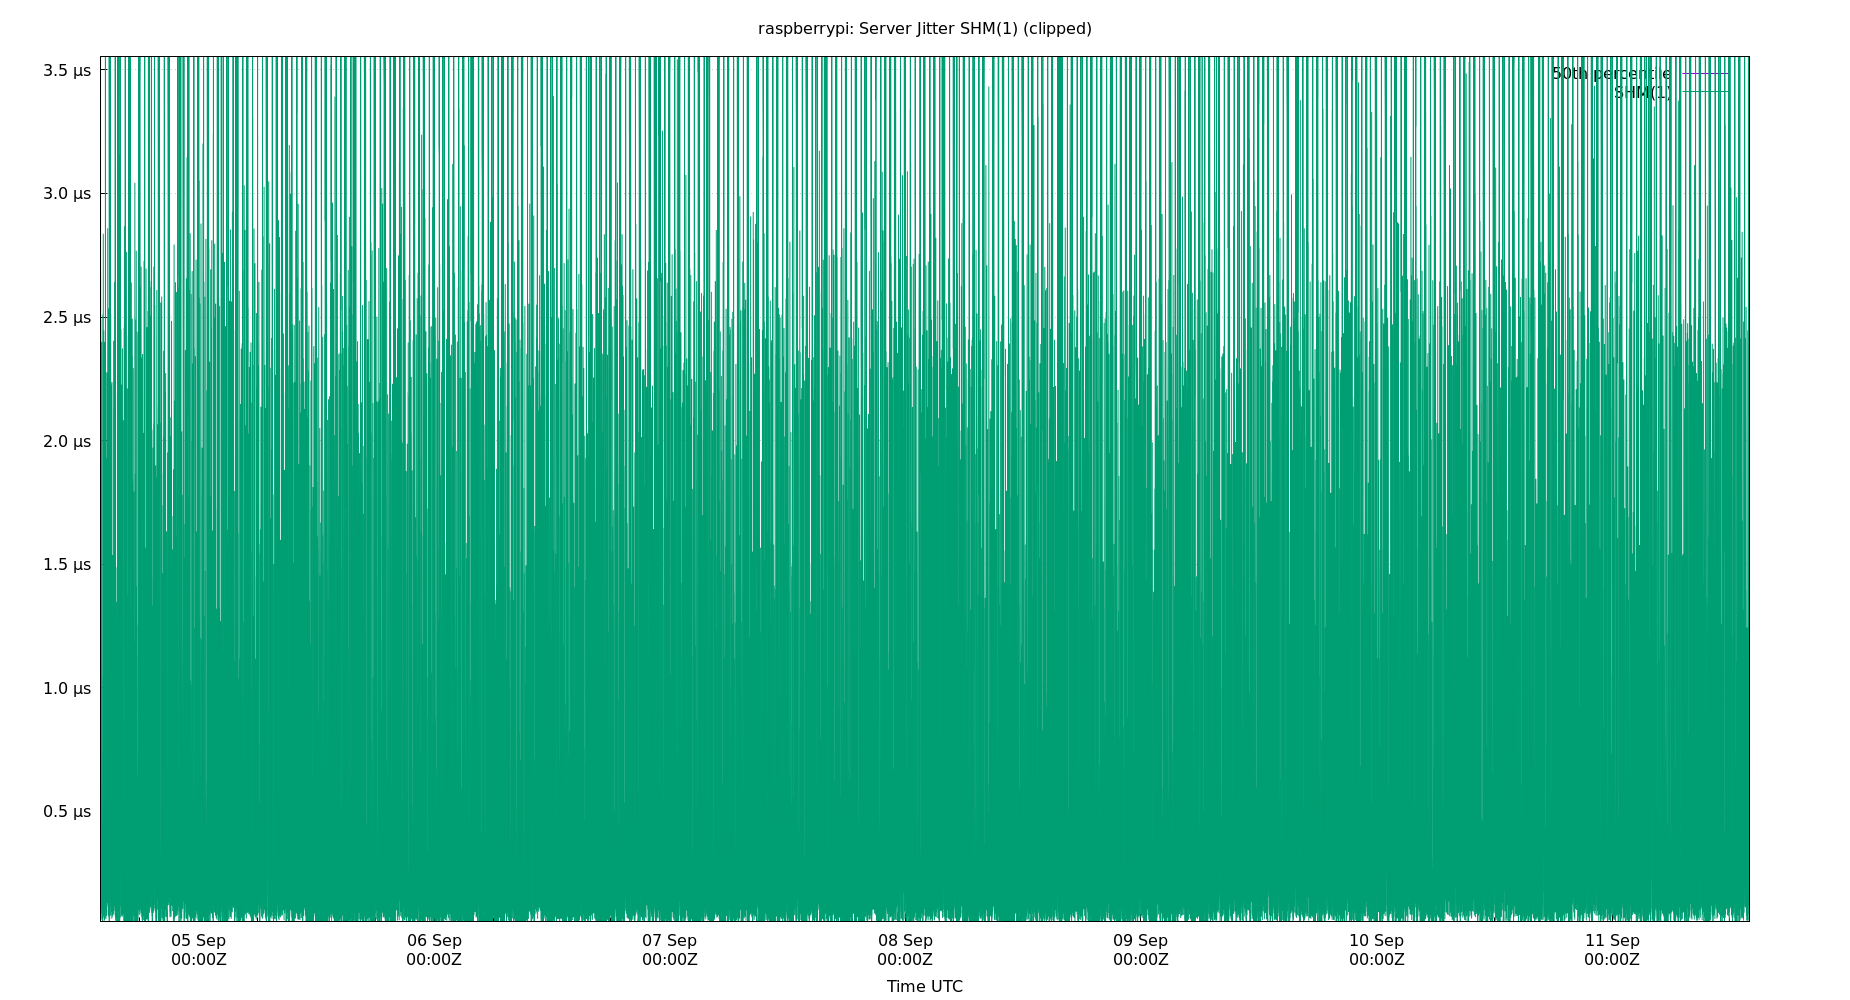 raspberrypi: Server Jitter SHM(1) (clipped)
3.5 µs
50th percentile
SHM(1)
3.0 µs
2.5 µs
2.0 µs
1.5 µs
1.0 µs
0.5 µs
05 Sep 06 Sep 07 Sep 08 Sep 09 Sep 10 Sep 11 Sep
00:00Z 00:00Z 00:00Z 00:00Z 00:00Z 00:00Z 00:00Z
Time UTC